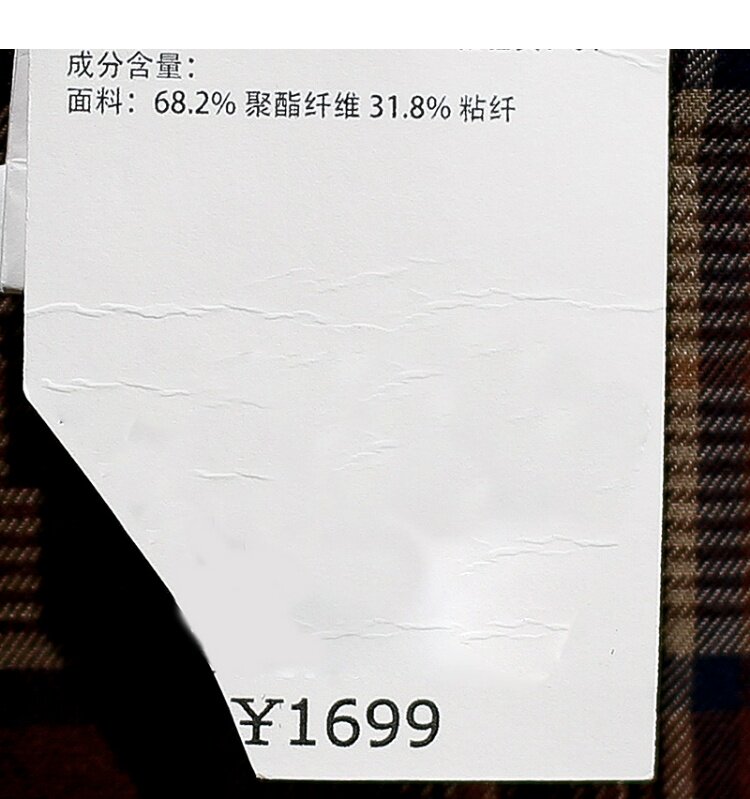 成分含量：
面料：68.2% 聚酯纤维 31.8% 粘纤
¥1699